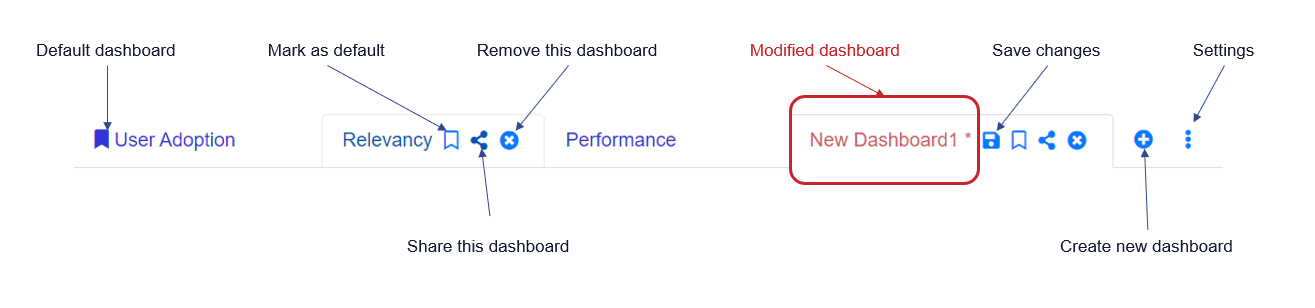 Default dashboard
Mark as default
Remove this dashboard
Modified dashboard
Save changes
Settings
User Adoption
Relevancy
Performance
New Dashboard1 *
Share this dashboard
Create new dashboard